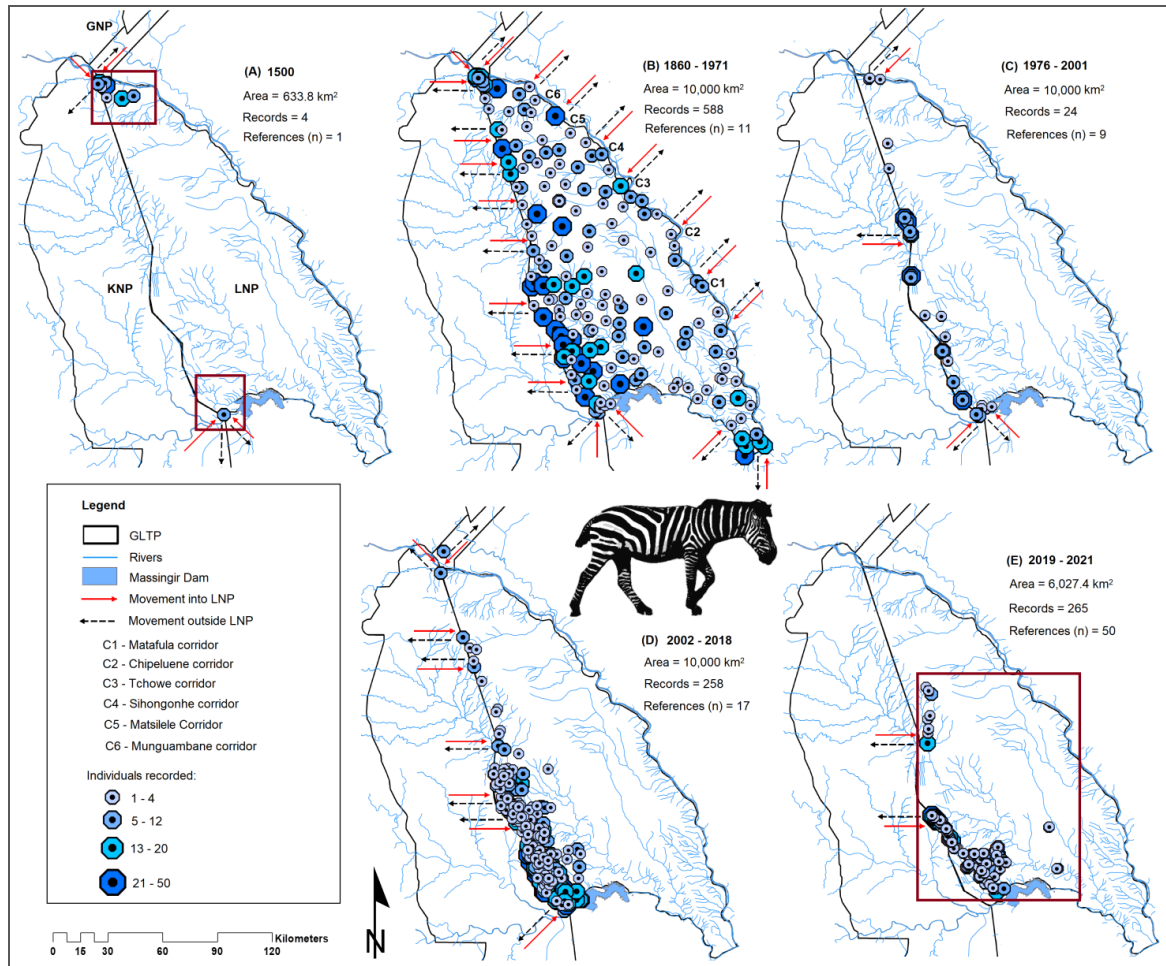 GNP
(A) 1500
Area = 633.8 km²
Records = 4
References (n) = 1
KNP
LNP
(B) 1860 - 1971
Area = 10,000 km²
Records = 588
References (n) = 11
C6
C5
C4
C3
C2
C1
(C) 1976 - 2001
Area = 10,000 km²
Records = 24
References (n) = 9
Legend
GLTP
Rivers
Massingir Dam
Movement into LNP
Movement outside LNP
C1 - Matafula corridor
C2 - Chipeluene corridor
C3 - Tchowe corridor
C4 - Sihongonhe corridor
C5 - Matsilele Corridor
C6 - Munguambane corridor
Individuals recorded:
1 - 4
5 - 12
13 - 20
21 - 50
Kilometers
0 16 30 60 90 120
N
(D) 2002 - 2018
Area = 10,000 km²
Records = 258
References (n) = 17
(E) 2019 - 2021
Area = 6,027.4 km²
Records = 265
References (n) = 50